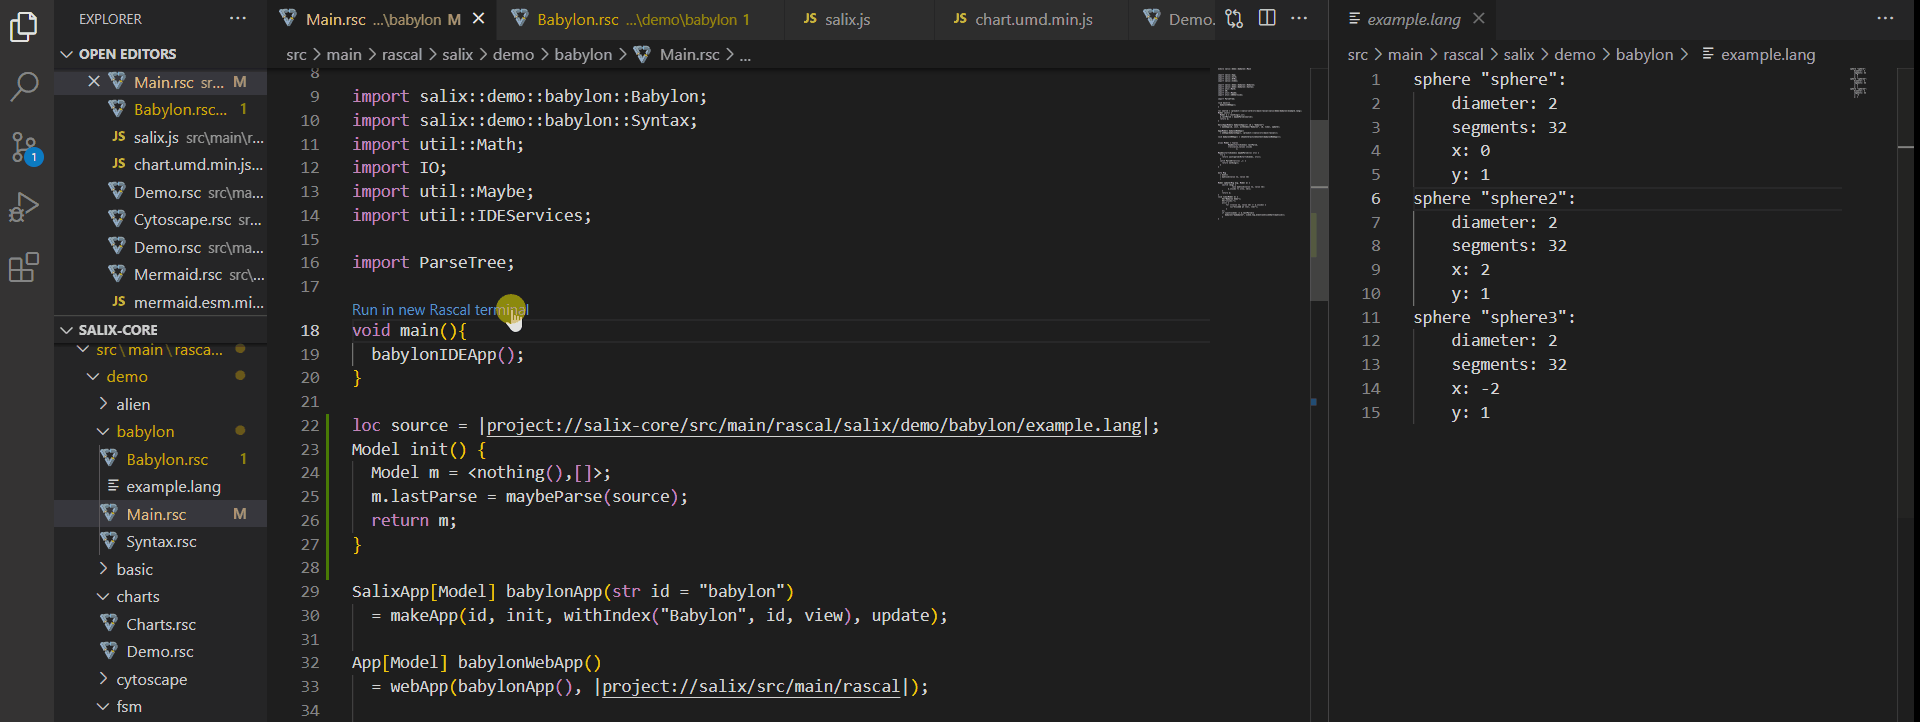 EXPLORER
OPEN EDITORS
Main.rsc sr... M
Babylon.rsc... 1
JS salix.js src\main\r...
JS chart.umd.min.js...
Demo.rsc src\ma...
Cytoscape.rsc sr...
Demo.rsc src\ma...
Mermaid.rsc src\...
JS mermaid.esm.mi...
SALIX-CORE
src\main\rasca...
demo
alien
babylon
Babylon.rsc 1
example.lang
Main.rsc M
Syntax.rsc
basic
charts
Charts.rsc
Demo.rsc
cytoscape
fsm
1
Main.rsc ...\babylon M
Babylon.rsc ...\demo\babylon 1
JS salix.js
JS chart.umd.min.js
Demo.
src > main > rascal > salix > demo > babylon > Main.rsc > ...
8
9 import salix::demo::babylon::Babylon;
10 import salix::demo::babylon::Syntax;
11 import util::Math;
12 import IO;
13 import util::Maybe;
14 import util::IDEServices;
15
16 import ParseTree;
17
Run in new Rascal terminal
18 void main(){
19 babylonIDEApp();
20 }
21
22 loc source = |project://salix-core/src/main/rascal/salix/demo/babylon/example.lang|;
23 Model init() {
24 Model m = <nothing(),[]>;
25 m.lastParse = maybeParse(source);
26 return m;
27 }
28
29 SalixApp[Model] babylonApp(str id = "babylon")
30 = makeApp(id, init, withIndex("Babylon", id, view), update);
31
32 App[Model] babylonWebApp()
33 = webApp(babylonApp(), |project://salix/src/main/rascal|);
34
example.lang
src > main > rascal > salix > demo > babylon > example.lang
1 sphere "sphere":
2 diameter: 2
3 segments: 32
4 x: 0
5 y: 1
6 sphere "sphere2":
7 diameter: 2
8 segments: 32
9 x: 2
10 y: 1
11 sphere "sphere3":
12 diameter: 2
13 segments: 32
14 x: -2
15 y: 1